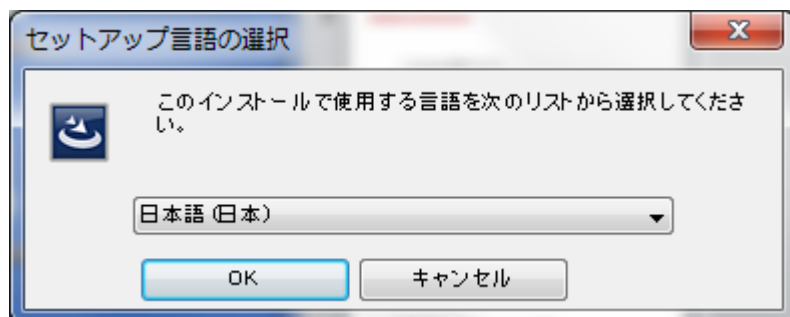 セットアップ言語の選択
このインストールで使用する言語を次のリストから選択してくださ
い。
日本語 (日本)
OK
キャンセル